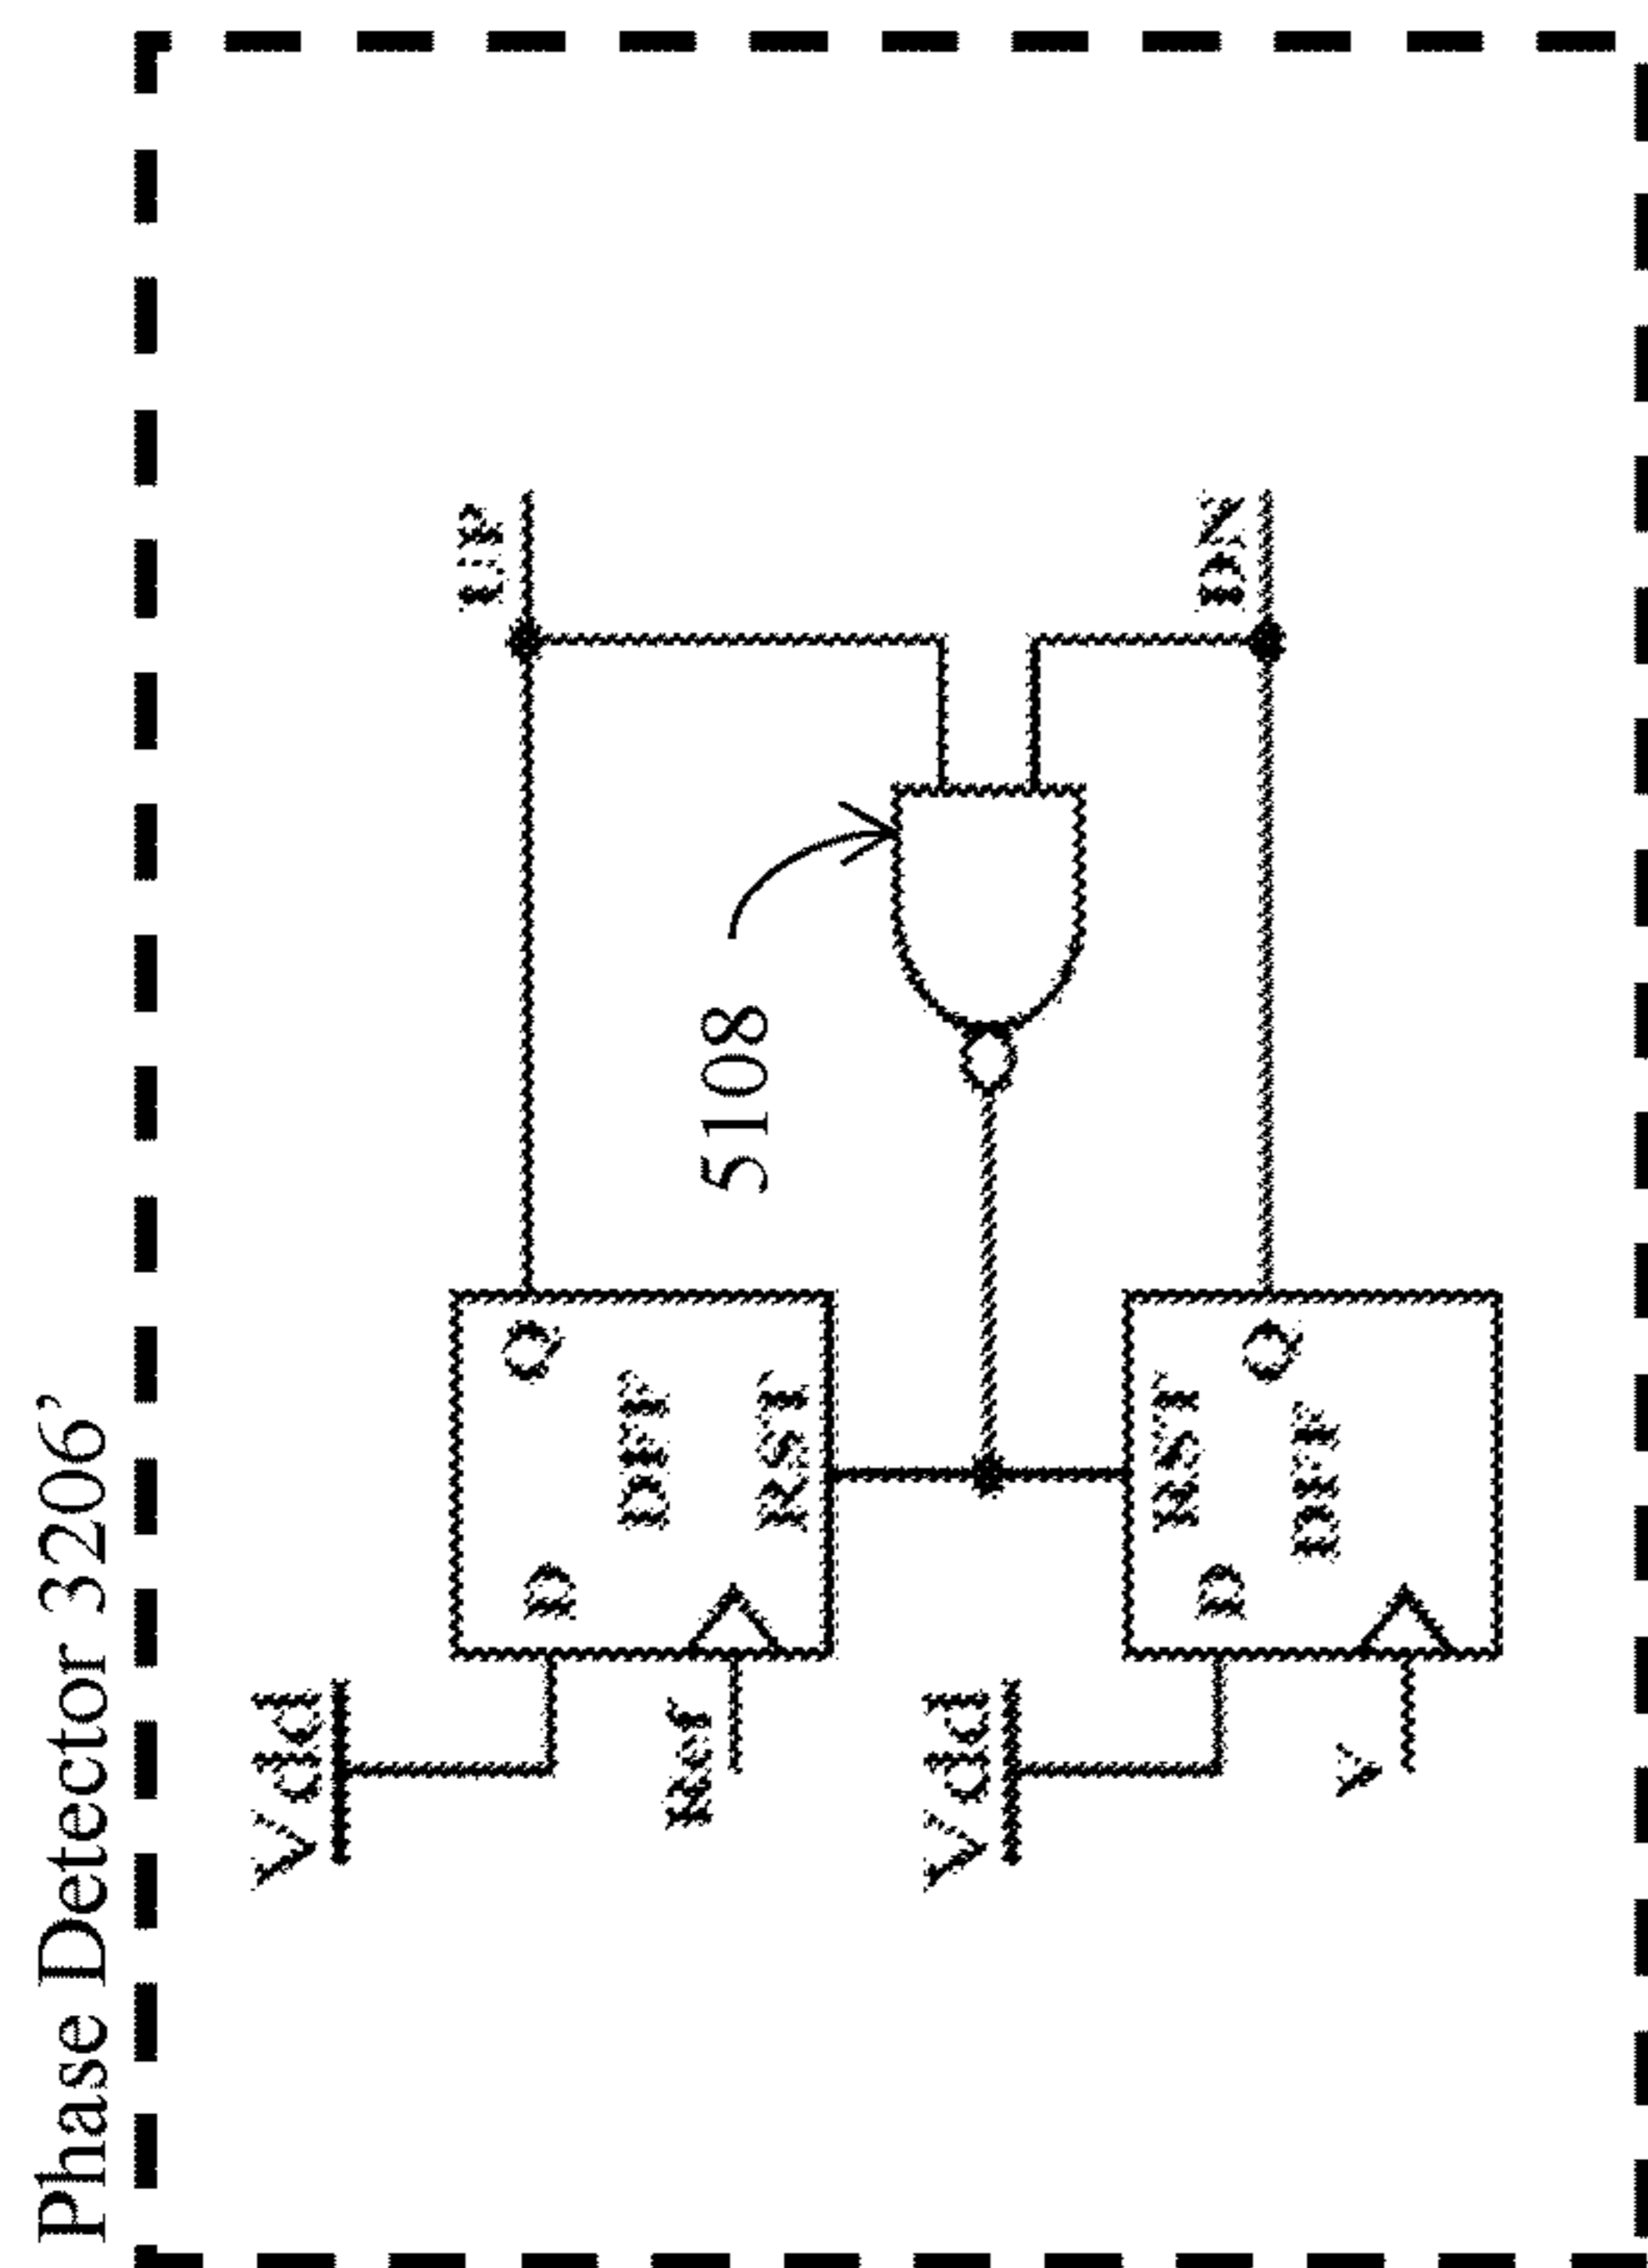 Phase Detector 3206’
Vdd
D
Q
UP
DFF
Ref
RST
5108
Vdd
RST
D
Q
DN
DFF
Y